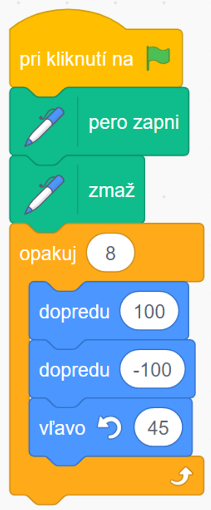 pri kliknutí na
pero zapni
zmaž
opakuj 8
dopredu 100
dopredu -100
vľavo 45